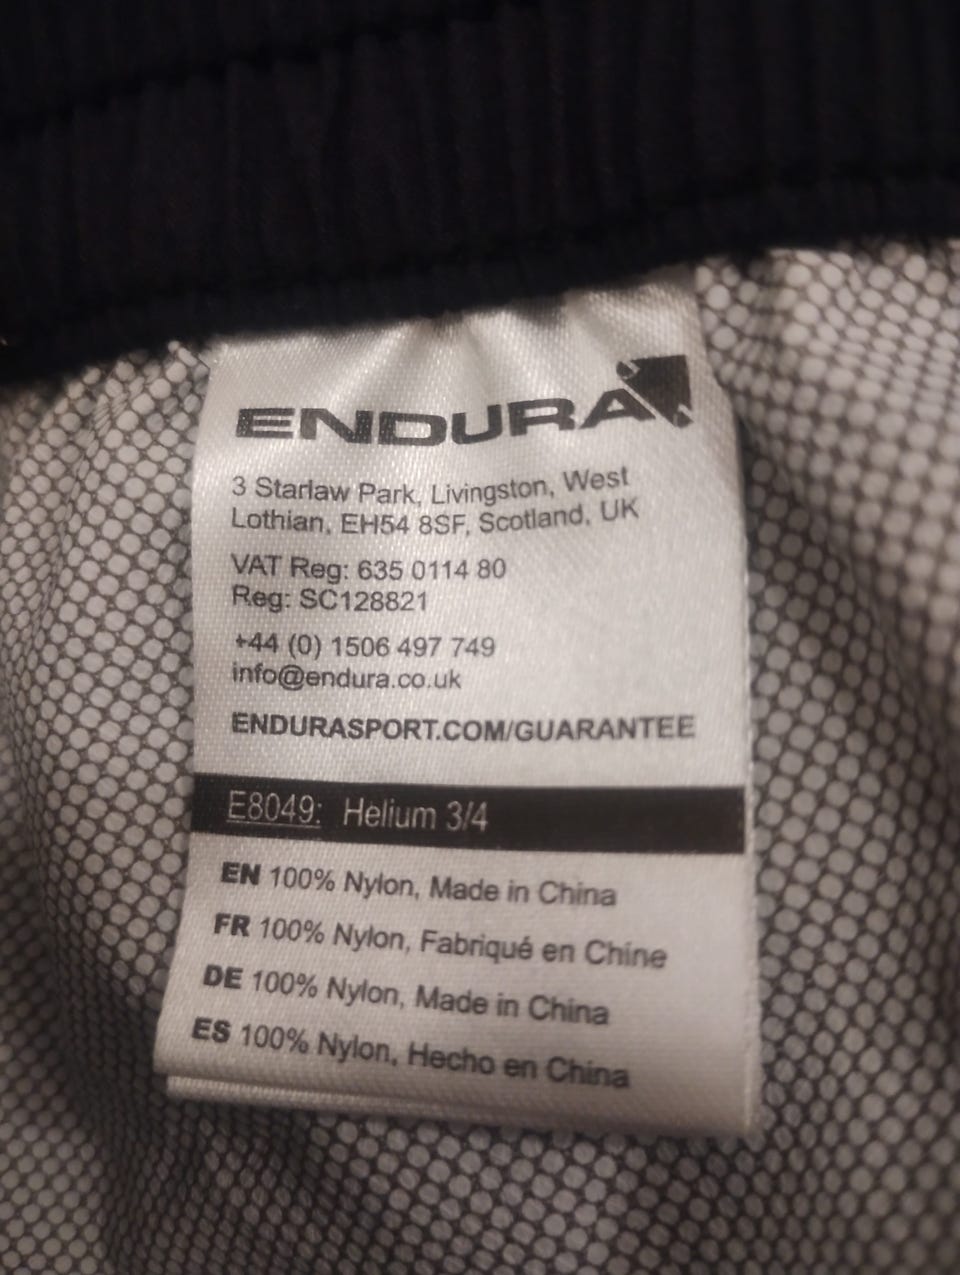 ENDURA
3 Starlaw Park, Livingston, West
Lothian, EH54 8SF, Scotland, UK
VAT Reg: 635 0114 80
Reg: SC128821
+44 (0) 1506 497 749
info@endura.co.uk
ENDURASPORT.COM/GUARANTEE
E8049: Helium 3/4
EN 100% Nylon, Made in China
FR 100% Nylon, Fabriqué en Chine
DE 100% Nylon, Made in China
ES 100% Nylon, Hecho en China